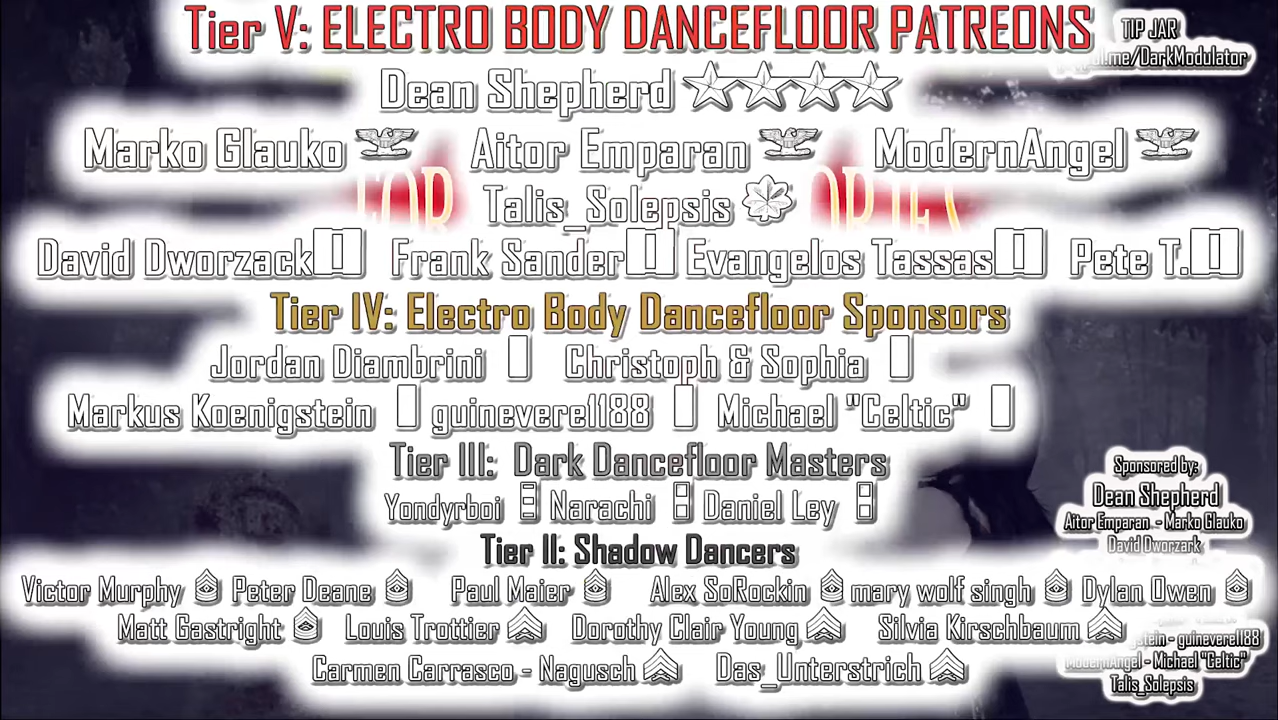 Tier V: ELECTRO BODY DANCEFLOOR PATREONS
Dean Shepherd
Marko Glauko Aitor Emparan ModernAngel
Talis_Solepsis
David Dworzack Frank Sander Evangelos Tassas Pete T.
Tier IV: Electro Body Dancefloor Sponsors
Jordan Diambrini Christoph & Sophia
Markus Koenigstein guinevere1188 Michael "Celtic"
Tier III: Dark Dancefloor Masters
Yondyrboi Narachi Daniel Ley
Tier II: Shadow Dancers
Victor Murphy Peter Deane Paul Maier Alex SoRockin mary wolf singh Dylan Owen
Matt Gastright Louis Trottier Dorothy Clair Young Silvia Kirschbaum
Carmen Carrasco - Nagusch Das_Unterstrich
TIP JAR
.me/DarkModulator
Sponsored by:
Dean Shepherd
Aitor Emparan - Marko Glauko
David Dworzark
- guinevere1188
ModernAngel - Michael "Celtic"
Talis_Solepsis